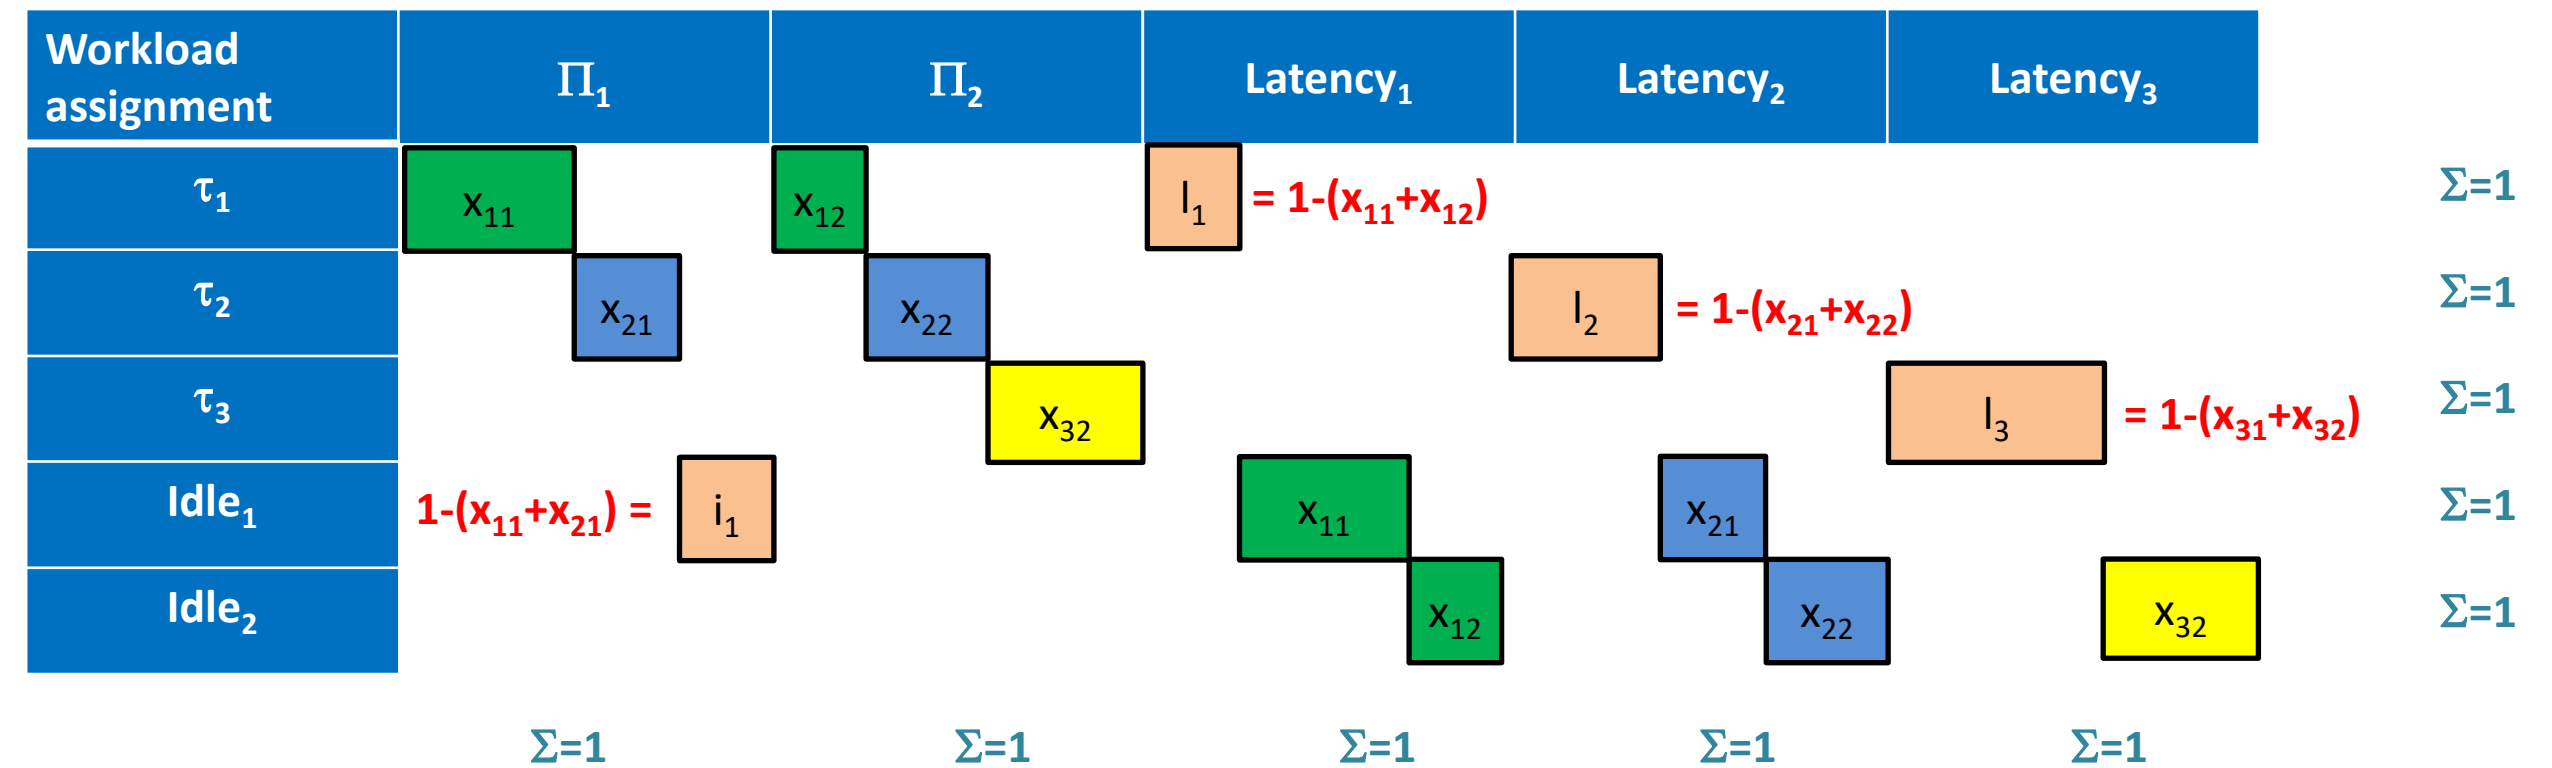 Workload assignment Π₁ Π₂ Latency₁ Latency₂ Latency₃
τ₁ x₁₁ x₁₂ l₁ = 1-(x₁₁+x₁₂) Σ=1
τ₂ x₂₁ x₂₂ l₂ = 1-(x₂₁+x₂₂) Σ=1
τ₃ x₃₂ l₃ = 1-(x₃₁+x₃₂) Σ=1
Idle₁ 1-(x₁₁+x₂₁) = i₁ x₁₁ x₂₁ Σ=1
Idle₂ x₁₂ x₂₂ x₃₂ Σ=1
Σ=1 Σ=1 Σ=1 Σ=1 Σ=1